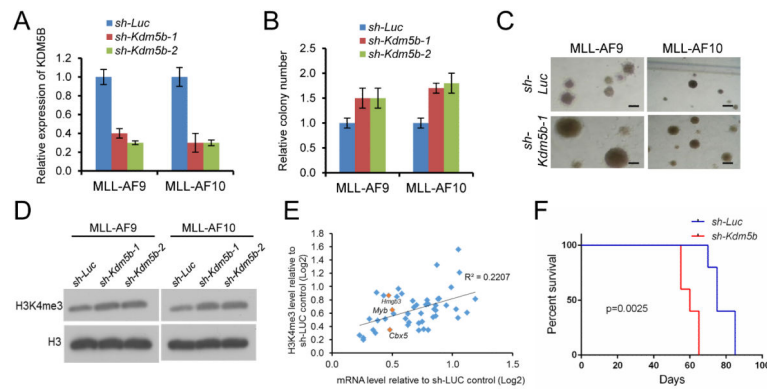 A
sh-Luc
sh-Kdm5b-1
sh-Kdm5b-2
Relative expression of KDM5B
1.2
1.0
0.8
0.6
0.4
0.2
0
MLL-AF9 MLL-AF10
B
sh-Luc
sh-Kdm5b-1
sh-Kdm5b-2
Relative colony number
2.5
2.0
1.5
1.0
0.5
0
MLL-AF9 MLL-AF10
C
MLL-AF9 MLL-AF10
sh-
Luc
sh-
Kdm5b-1
D
MLL-AF9 MLL-AF10
sh-Luc sh-Kdm5b-1 sh-Kdm5b-2 sh-Luc sh-Kdm5b-1 sh-Kdm5b-2
H3K4me3
H3
E
H3K4me3 level relative to
sh-LUC control (Log2)
1.8
1.6
1.4
1.2
1.0
0.8
0.6
0.4
0.2
0.0
R² = 0.2207
Hmgb3
Myb
Cbx5
0.0 0.5 1.0 1.5
mRNA level relative to sh-LUC control (Log2)
F
sh-Luc
sh-Kdm5b
Percent survival
100
50
0
p=0.0025
0 20 40 60 80 100
Days